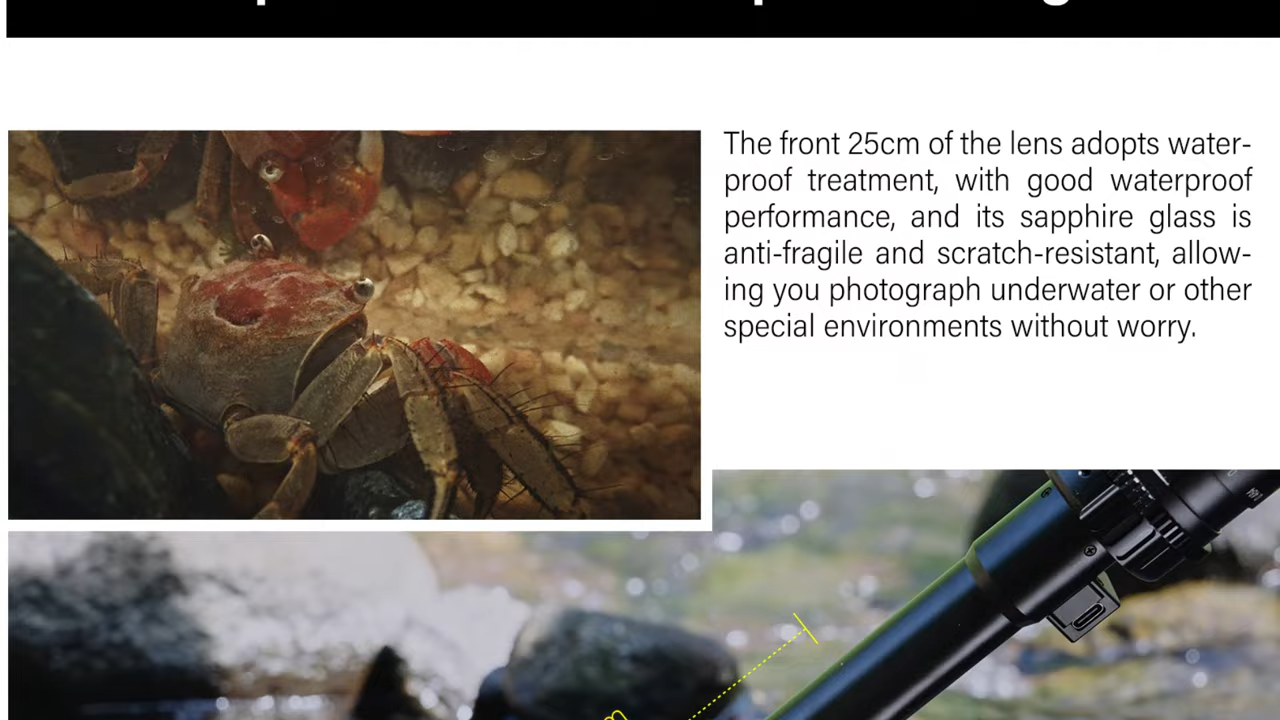 The front 25cm of the lens adopts water-
proof treatment, with good waterproof
performance, and its sapphire glass is
anti-fragile and scratch-resistant, allow-
ing you photograph underwater or other
special environments without worry.